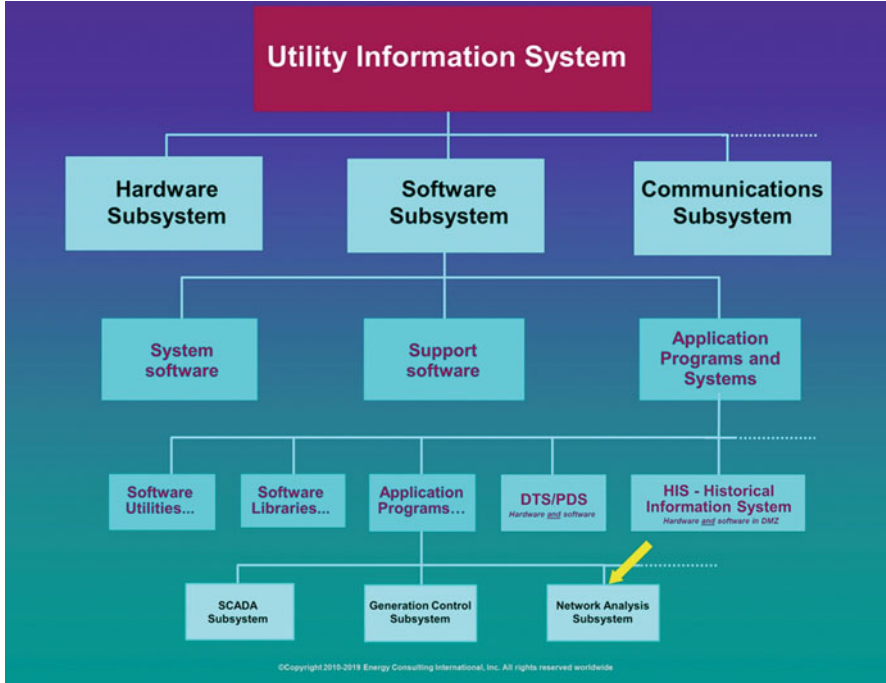 Utility Information System
Hardware
Subsystem
Software
Subsystem
Communications
Subsystem
System
software
Support
software
Application
Programs and
Systems
Software
Utilities...
Software
Libraries...
Application
Programs...
DTS/PDS
Hardware and software
HIS - Historical
Information System
Hardware and software in DMZ
SCADA
Subsystem
Generation Control
Subsystem
Network Analysis
Subsystem
©Copyright 2010-2019 Energy Consulting International, Inc. All rights reserved worldwide